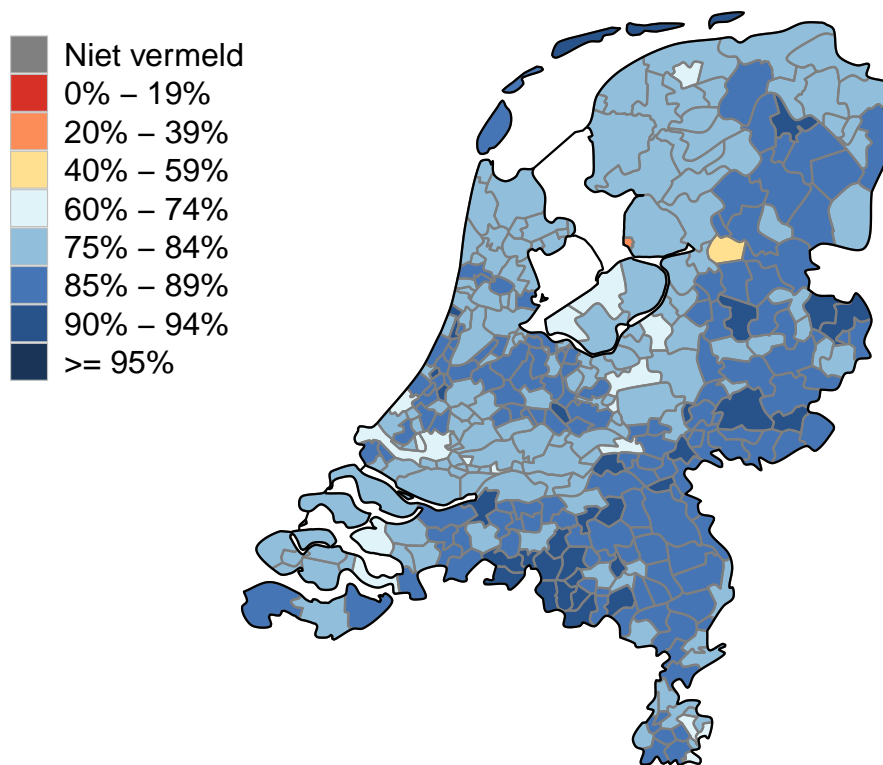 Niet vermeld
0% – 19%
20% – 39%
40% – 59%
60% – 74%
75% – 84%
85% – 89%
90% – 94%
>= 95%